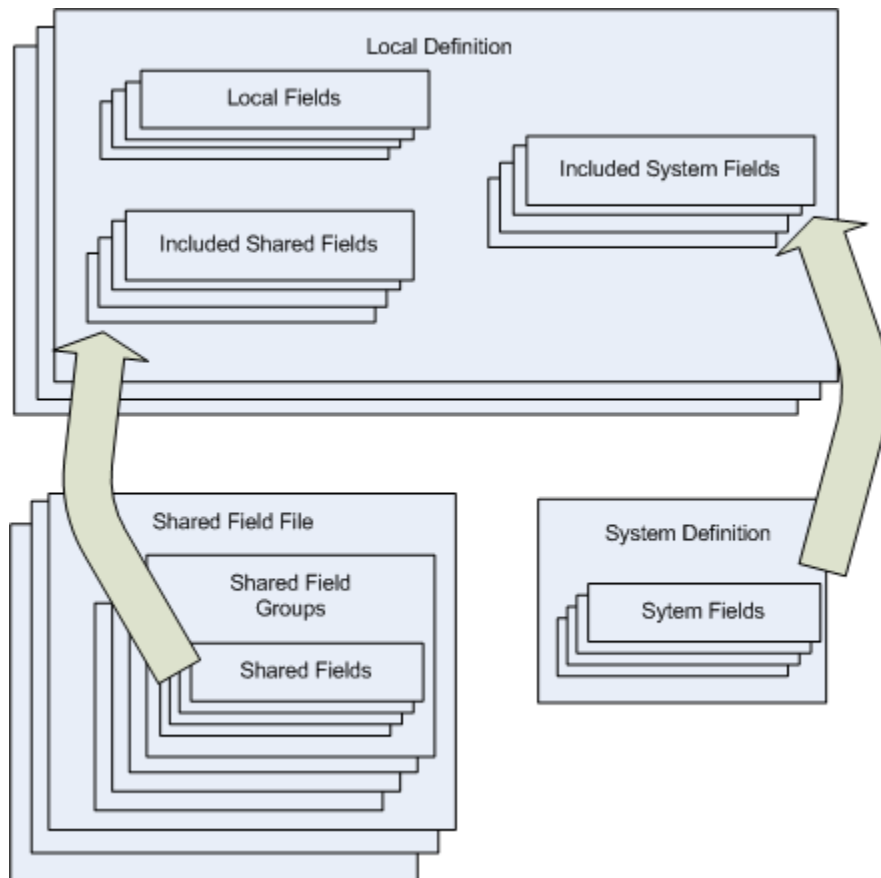 Local Definition
Local Fields
Included System Fields
Included Shared Fields
Shared Field File
System Definition
Shared Field
Groups
Sytem Fields
Shared Fields